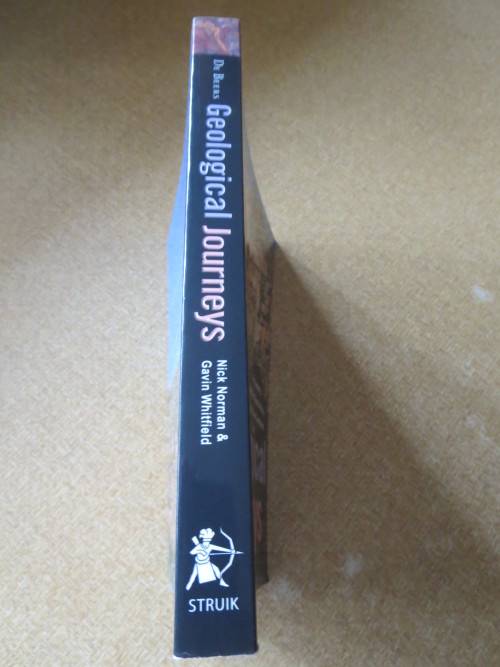 De Beers Geological Journeys
Nick Norman &
Gavin Whitfield
STRUIK